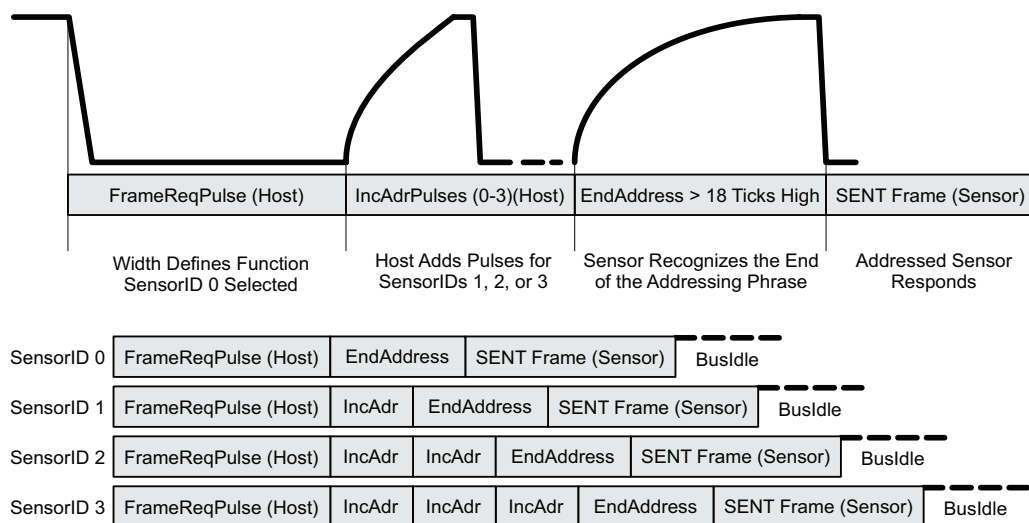 FrameReqPulse (Host) IncAdrPulses (0-3)(Host) EndAddress > 18 Ticks High SENT Frame (Sensor)
Width Defines Function
SensorID 0 Selected
Host Adds Pulses for
SensorIDs 1, 2, or 3
Sensor Recognizes the End
of the Addressing Phrase
Addressed Sensor
Responds
SensorID 0 FrameReqPulse (Host) EndAddress SENT Frame (Sensor) BusIdle
SensorID 1 FrameReqPulse (Host) IncAdr EndAddress SENT Frame (Sensor) BusIdle
SensorID 2 FrameReqPulse (Host) IncAdr IncAdr EndAddress SENT Frame (Sensor) BusIdle
SensorID 3 FrameReqPulse (Host) IncAdr IncAdr IncAdr EndAddress SENT Frame (Sensor) BusIdle